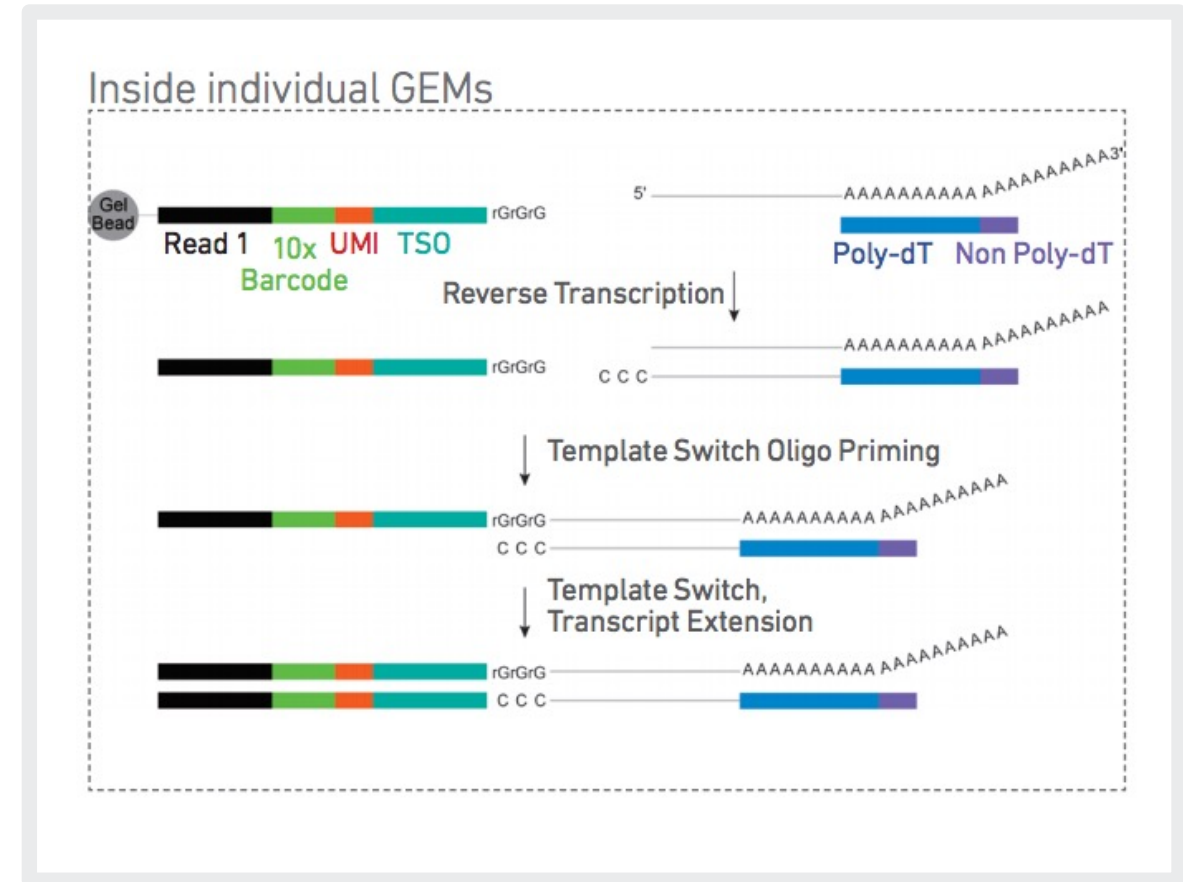 Inside individual GEMs
Gel
Bead
rGrGrG
5'
AAAAAAAAAA AAAAAAAAAA3'
Read 1
10x
Barcode
UMI
TSO
Poly-dT
Non Poly-dT
Reverse Transcription
rGrGrG
AAAAAAAAAA AAAAAAAAAA
C C C
Template Switch Oligo Priming
rGrGrG
AAAAAAAAAA AAAAAAAAAA
C C C
Template Switch,
Transcript Extension
rGrGrG
AAAAAAAAAA AAAAAAAAAA
C C C